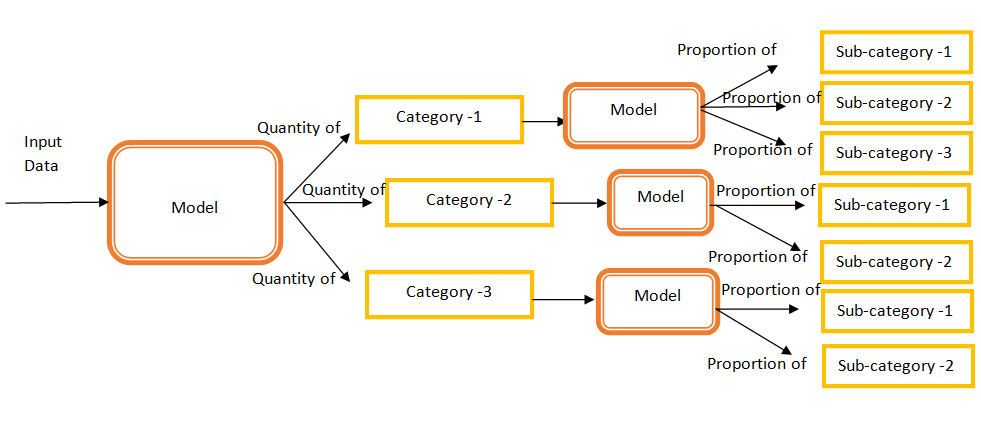 Input
Data
Model
Quantity of
Category -1
Model
Proportion of
Sub-category -1
Proportion of
Sub-category -2
Proportion of
Sub-category -3
Quantity of
Category -2
Model
Proportion of
Sub-category -1
Proportion of
Sub-category -2
Quantity of
Category -3
Model
Proportion of
Sub-category -1
Proportion of
Sub-category -2